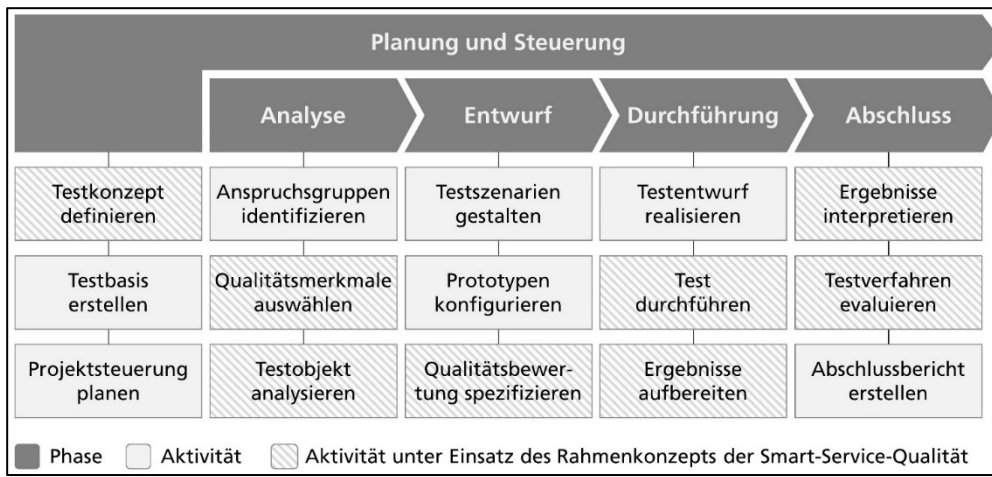 Planung und Steuerung
Analyse
Entwurf
Durchführung
Abschluss
Testkonzept
definieren
Anspruchsgruppen
identifizieren
Testszenarien
gestalten
Testentwurf
realisieren
Ergebnisse
interpretieren
Testbasis
erstellen
Qualitätsmerkmale
auswählen
Prototypen
konfigurieren
Test
durchführen
Testverfahren
evaluieren
Projektsteuerung
planen
Testobjekt
analysieren
Qualitätsbewer-
tung spezifizieren
Ergebnisse
aufbereiten
Abschlussbericht
erstellen
Phase
Aktivität
Aktivität unter Einsatz des Rahmenkonzepts der Smart-Service-Qualität